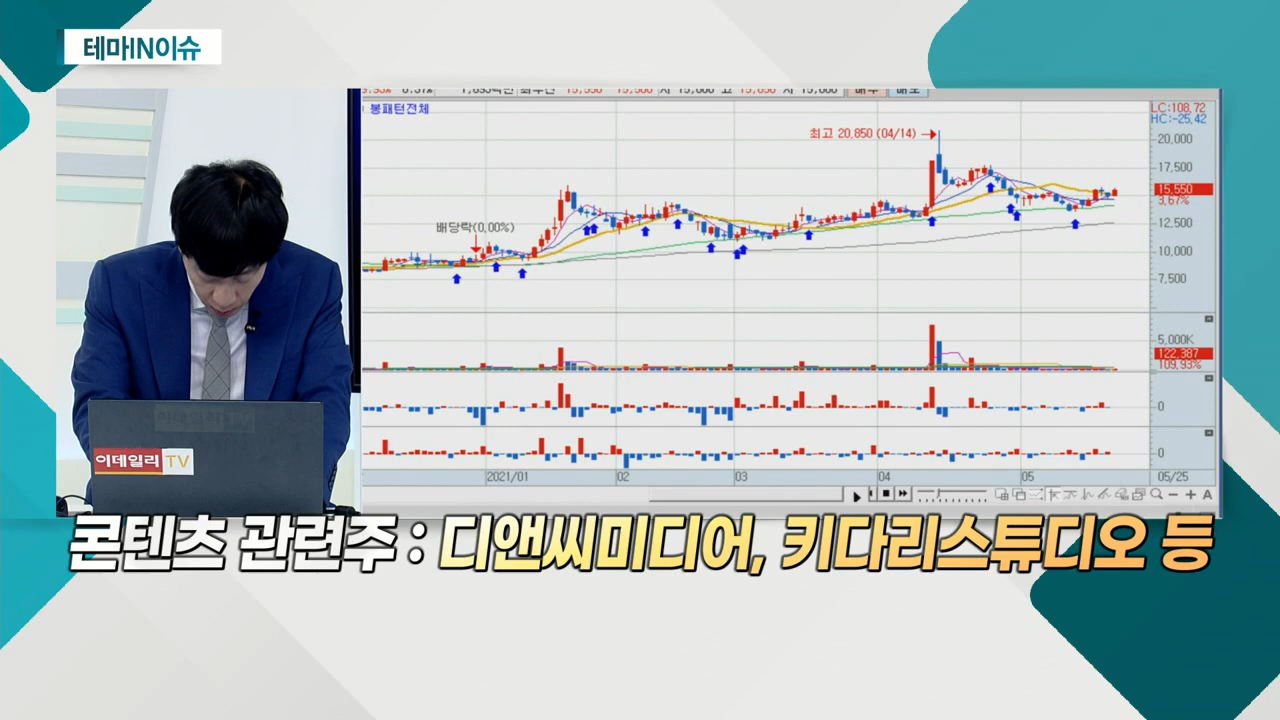 테마IN이슈
봉패턴전체
LC:108.72
HC:-25.42
최고 20,850 (04/14)
20,000
17,500
15,550
3.67%
배당락(0.00%)
12,500
10,000
7,500
5,000K
122,387
109.93%
0
0
2021/01 02 03 04 05 05/25
이데일리 TV
콘텐츠 관련주 : 디앤씨미디어, 키다리스튜디오 등